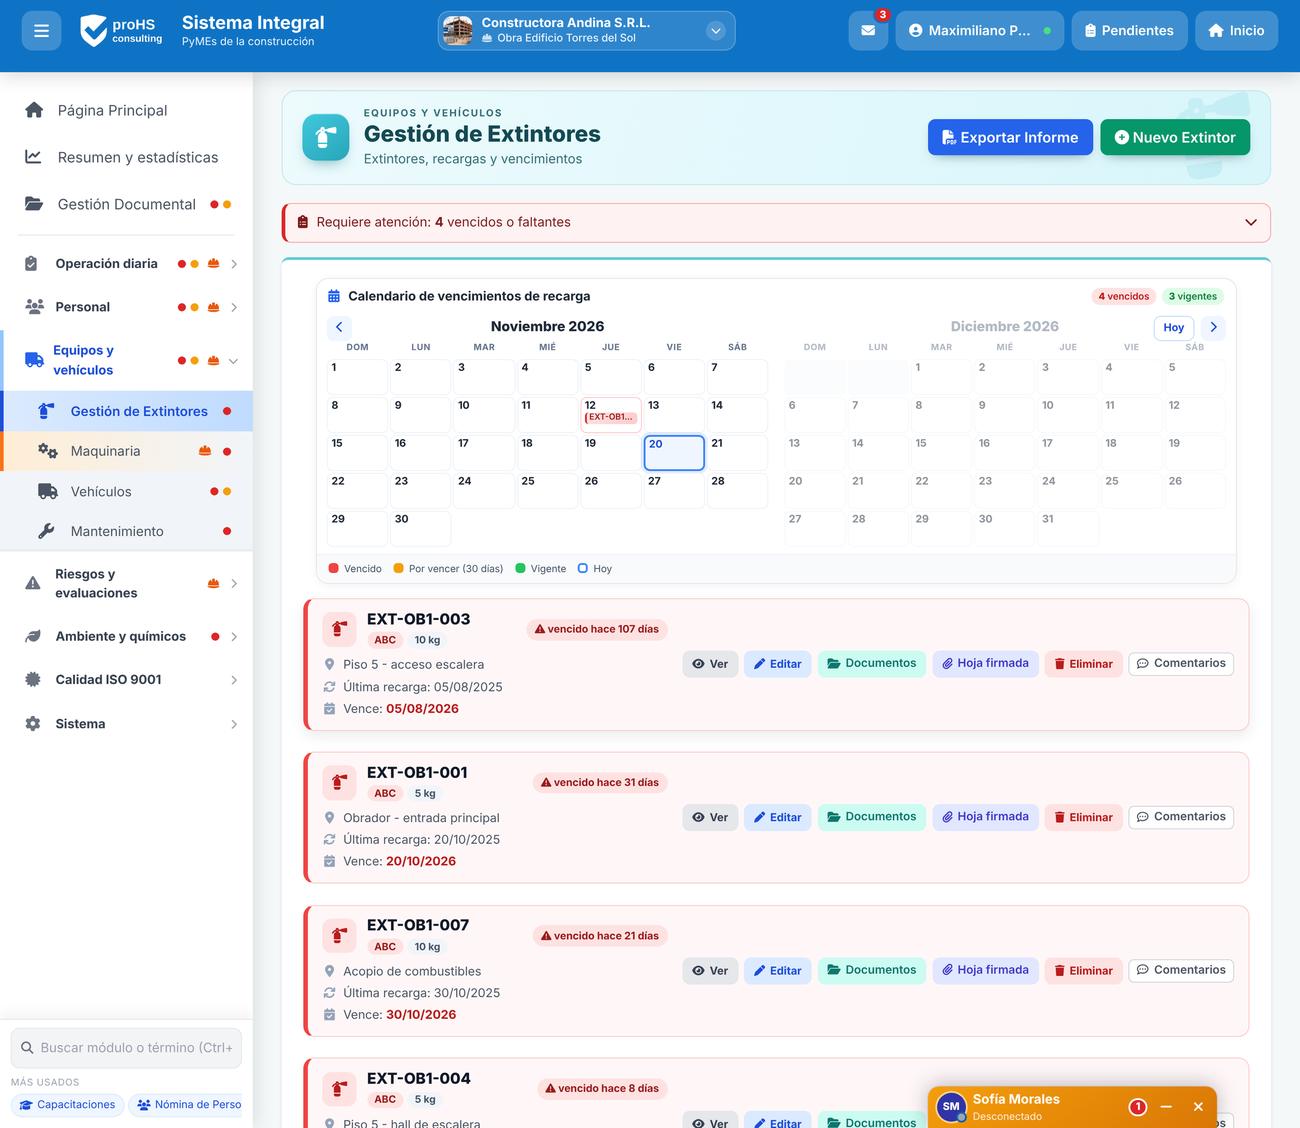 proHS
consulting
Sistema Integral
PyMEs de la construcción
Constructora Andina S.R.L.
Obra Edificio Torres del Sol
3
Maximiliano P...
Pendientes
Inicio
Página Principal
Resumen y estadísticas
Gestión Documental
Operación diaria
Personal
Equipos y
vehículos
Gestión de Extintores
Maquinaria
Vehículos
Mantenimiento
Riesgos y
evaluaciones
Ambiente y químicos
Calidad ISO 9001
Sistema
Buscar módulo o término (Ctrl+
MÁS USADOS
Capacitaciones
Nómina de Perso
EQUIPOS Y VEHÍCULOS
Gestión de Extintores
Extintores, recargas y vencimientos
PDF
Exportar Informe
Nuevo Extintor
Requiere atención: 4 vencidos o faltantes
Calendario de vencimientos de recarga
4 vencidos
3 vigentes
Noviembre 2026
DOM LUN MAR MIÉ JUE VIE SÁB
1 2 3 4 5 6 7
8 9 10 11 12 13 14
EXT-OB1...
15 16 17 18 19 20 21
22 23 24 25 26 27 28
29 30
Diciembre 2026
Hoy
DOM LUN MAR MIÉ JUE VIE SÁB
1 2 3 4 5
6 7 8 9 10 11 12
13 14 15 16 17 18 19
20 21 22 23 24 25 26
27 28 29 30 31
Vencido
Por vencer (30 días)
Vigente
Hoy
EXT-OB1-003
ABC
10 kg
vencido hace 107 días
Piso 5 - acceso escalera
Última recarga: 05/08/2025
Vence: 05/08/2026
Ver
Editar
Documentos
Hoja firmada
Eliminar
Comentarios
EXT-OB1-001
ABC
5 kg
vencido hace 31 días
Obrador - entrada principal
Última recarga: 20/10/2025
Vence: 20/10/2026
Ver
Editar
Documentos
Hoja firmada
Eliminar
Comentarios
EXT-OB1-007
ABC
10 kg
vencido hace 21 días
Acopio de combustibles
Última recarga: 30/10/2025
Vence: 30/10/2026
Ver
Editar
Documentos
Hoja firmada
Eliminar
Comentarios
EXT-OB1-004
ABC
5 kg
vencido hace 8 días
Piso 5 - hall de escalera
Ver
Editar
Documentos
SM
Sofía Morales
Desconectado
1